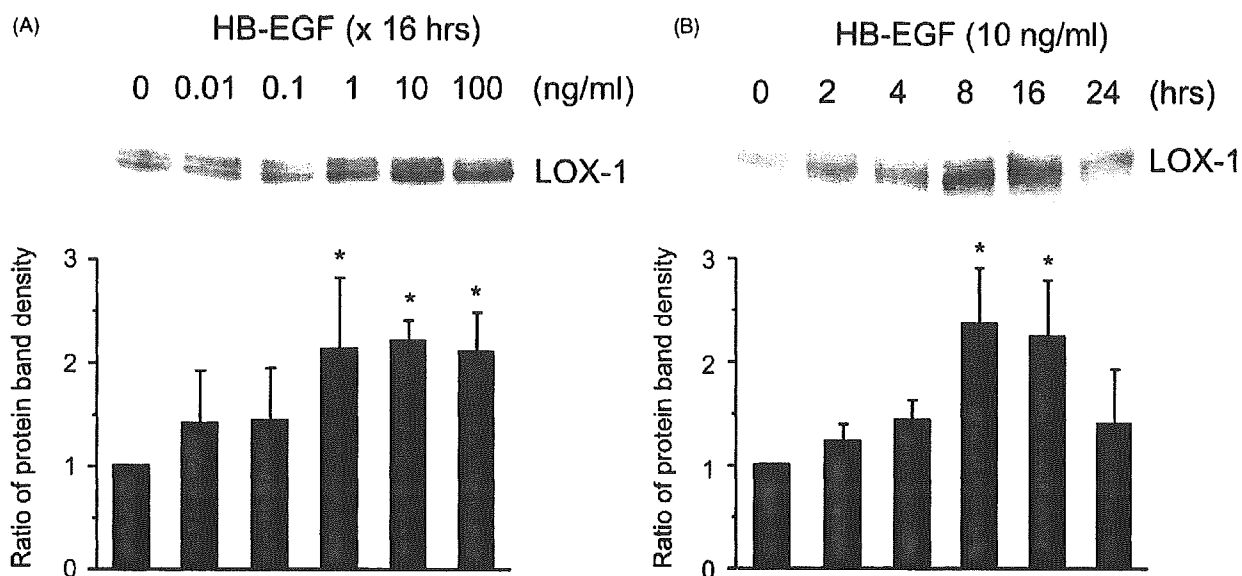 (A)
HB-EGF (x 16 hrs)
0 0.01 0.1 1 10 100 (ng/ml)
LOX-1
Ratio of protein band density
3
2
1
0
* * *
(B)
HB-EGF (10 ng/ml)
0 2 4 8 16 24 (hrs)
LOX-1
Ratio of protein band density
3
2
1
0
* *